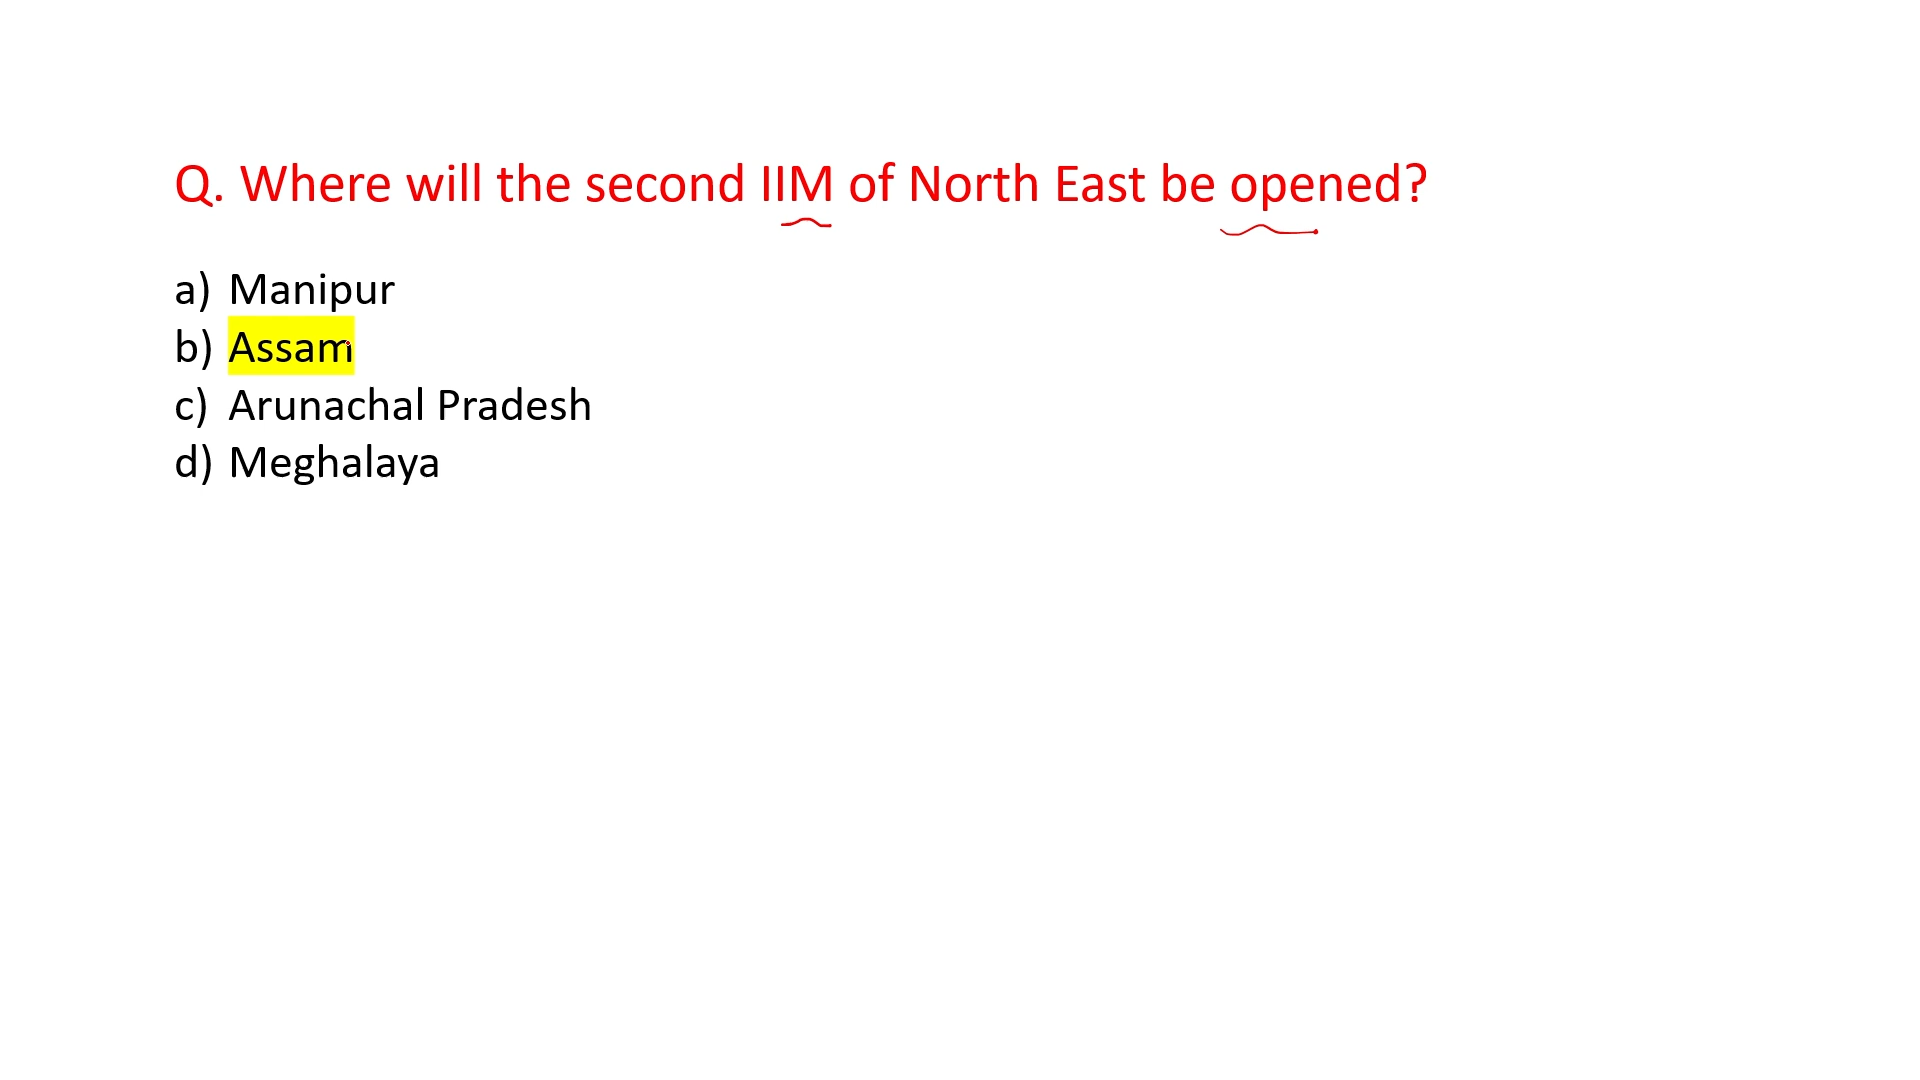 Q. Where will the second IIM of North East be opened?
a) Manipur
b) Assam
c) Arunachal Pradesh
d) Meghalaya